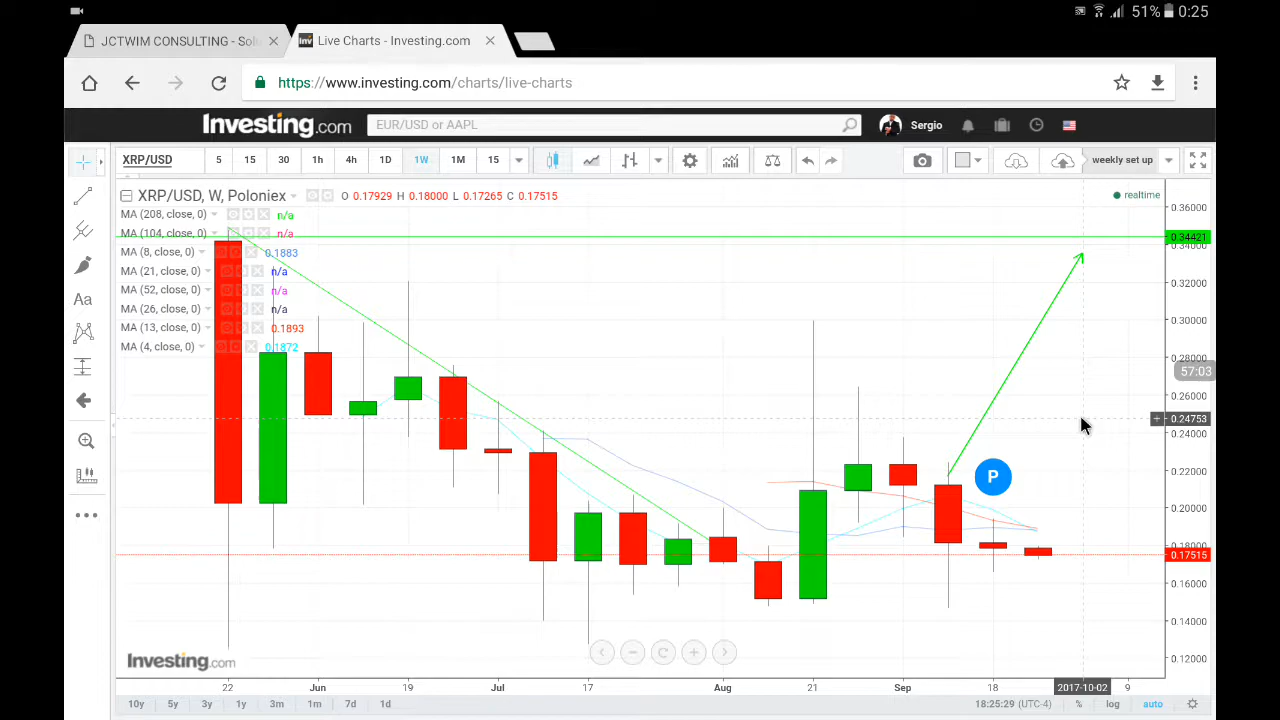 51% 0:25
JCTWIM CONSULTING - Sol
Live Charts - Investing.com
https://www.investing.com/charts/live-charts
Investing.com
EUR/USD or AAPL
Sergio
XRP/USD 5 15 30 1h 4h 1D 1W 1M 15
weekly set up
XRP/USD, W, Poloniex O 0.17929 H 0.18000 L 0.17265 C 0.17515
realtime
MA (208, close, 0) n/a
MA (104, close, 0) n/a
MA (8, close, 0) 0.1883
MA (21, close, 0) n/a
MA (52, close, 0) n/a
MA (26, close, 0) n/a
MA (13, close, 0) 0.1893
MA (4, close, 0) 0.1872
Aa
P
0.36000
0.34421
0.34000
0.32000
0.30000
0.28000
57:03
0.26000
0.24753
0.24000
0.22000
0.20000
0.18000
0.17515
0.16000
0.14000
0.12000
Investing.com
22 Jun 19 Jul 17 Aug 21 Sep 18 2017-10-02 9
10y 5y 3y 1y 3m 1m 7d 1d
18:25:29 (UTC-4) % log auto